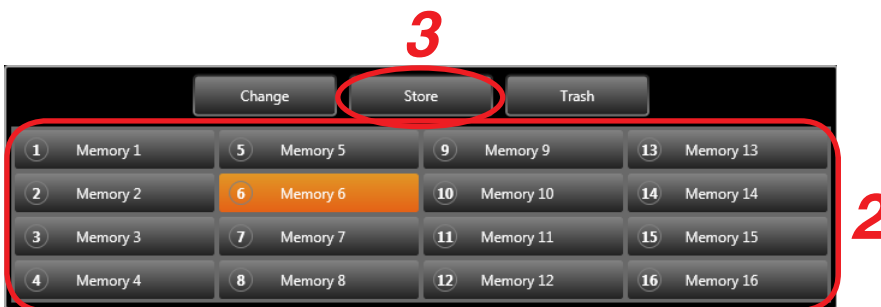 3
Change Store Trash
1 Memory 1 5 Memory 5 9 Memory 9 13 Memory 13
2 Memory 2 6 Memory 6 10 Memory 10 14 Memory 14
2
3 Memory 3 7 Memory 7 11 Memory 11 15 Memory 15
4 Memory 4 8 Memory 8 12 Memory 12 16 Memory 16